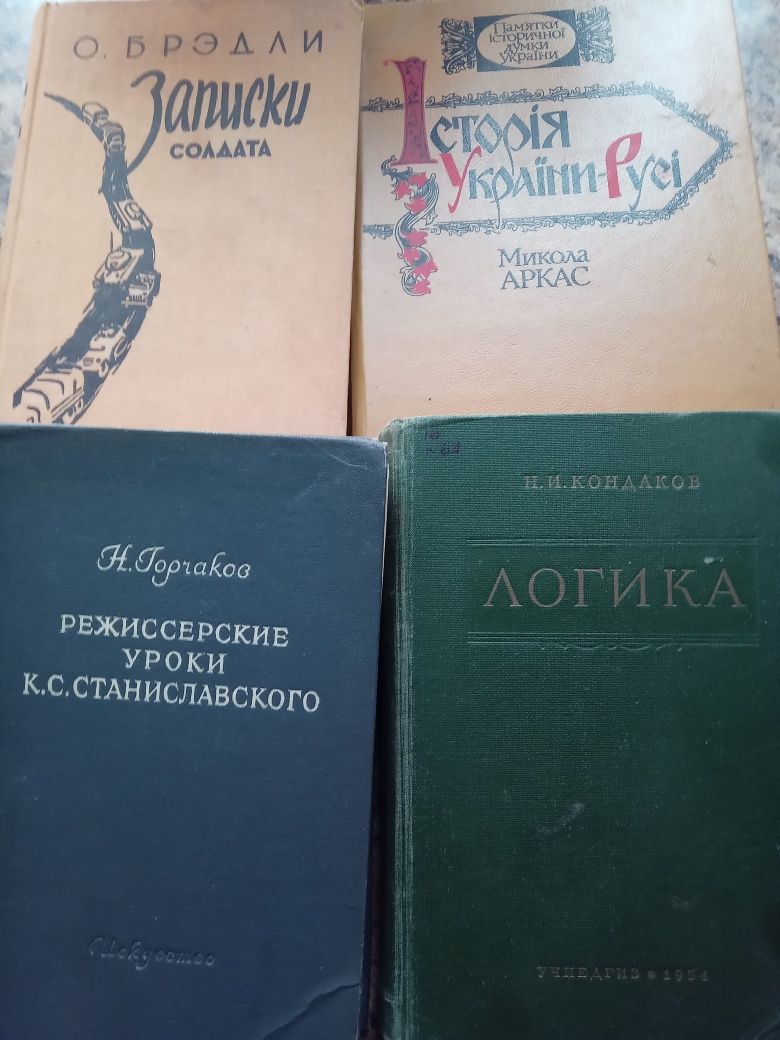 О. БРЭДЛИ
Записки
СОЛДАТА
Пам'ятки
історичної
думки
України
Історія
України-Русі
Микола
АРКАС
Н. Горчаков
РЕЖИССЕРСКИЕ
УРОКИ
К.С.СТАНИСЛАВСКОГО
Искусство
Н.И.КОНДАКОВ
ЛОГИКА
УЧПЕДГИЗ * 1954